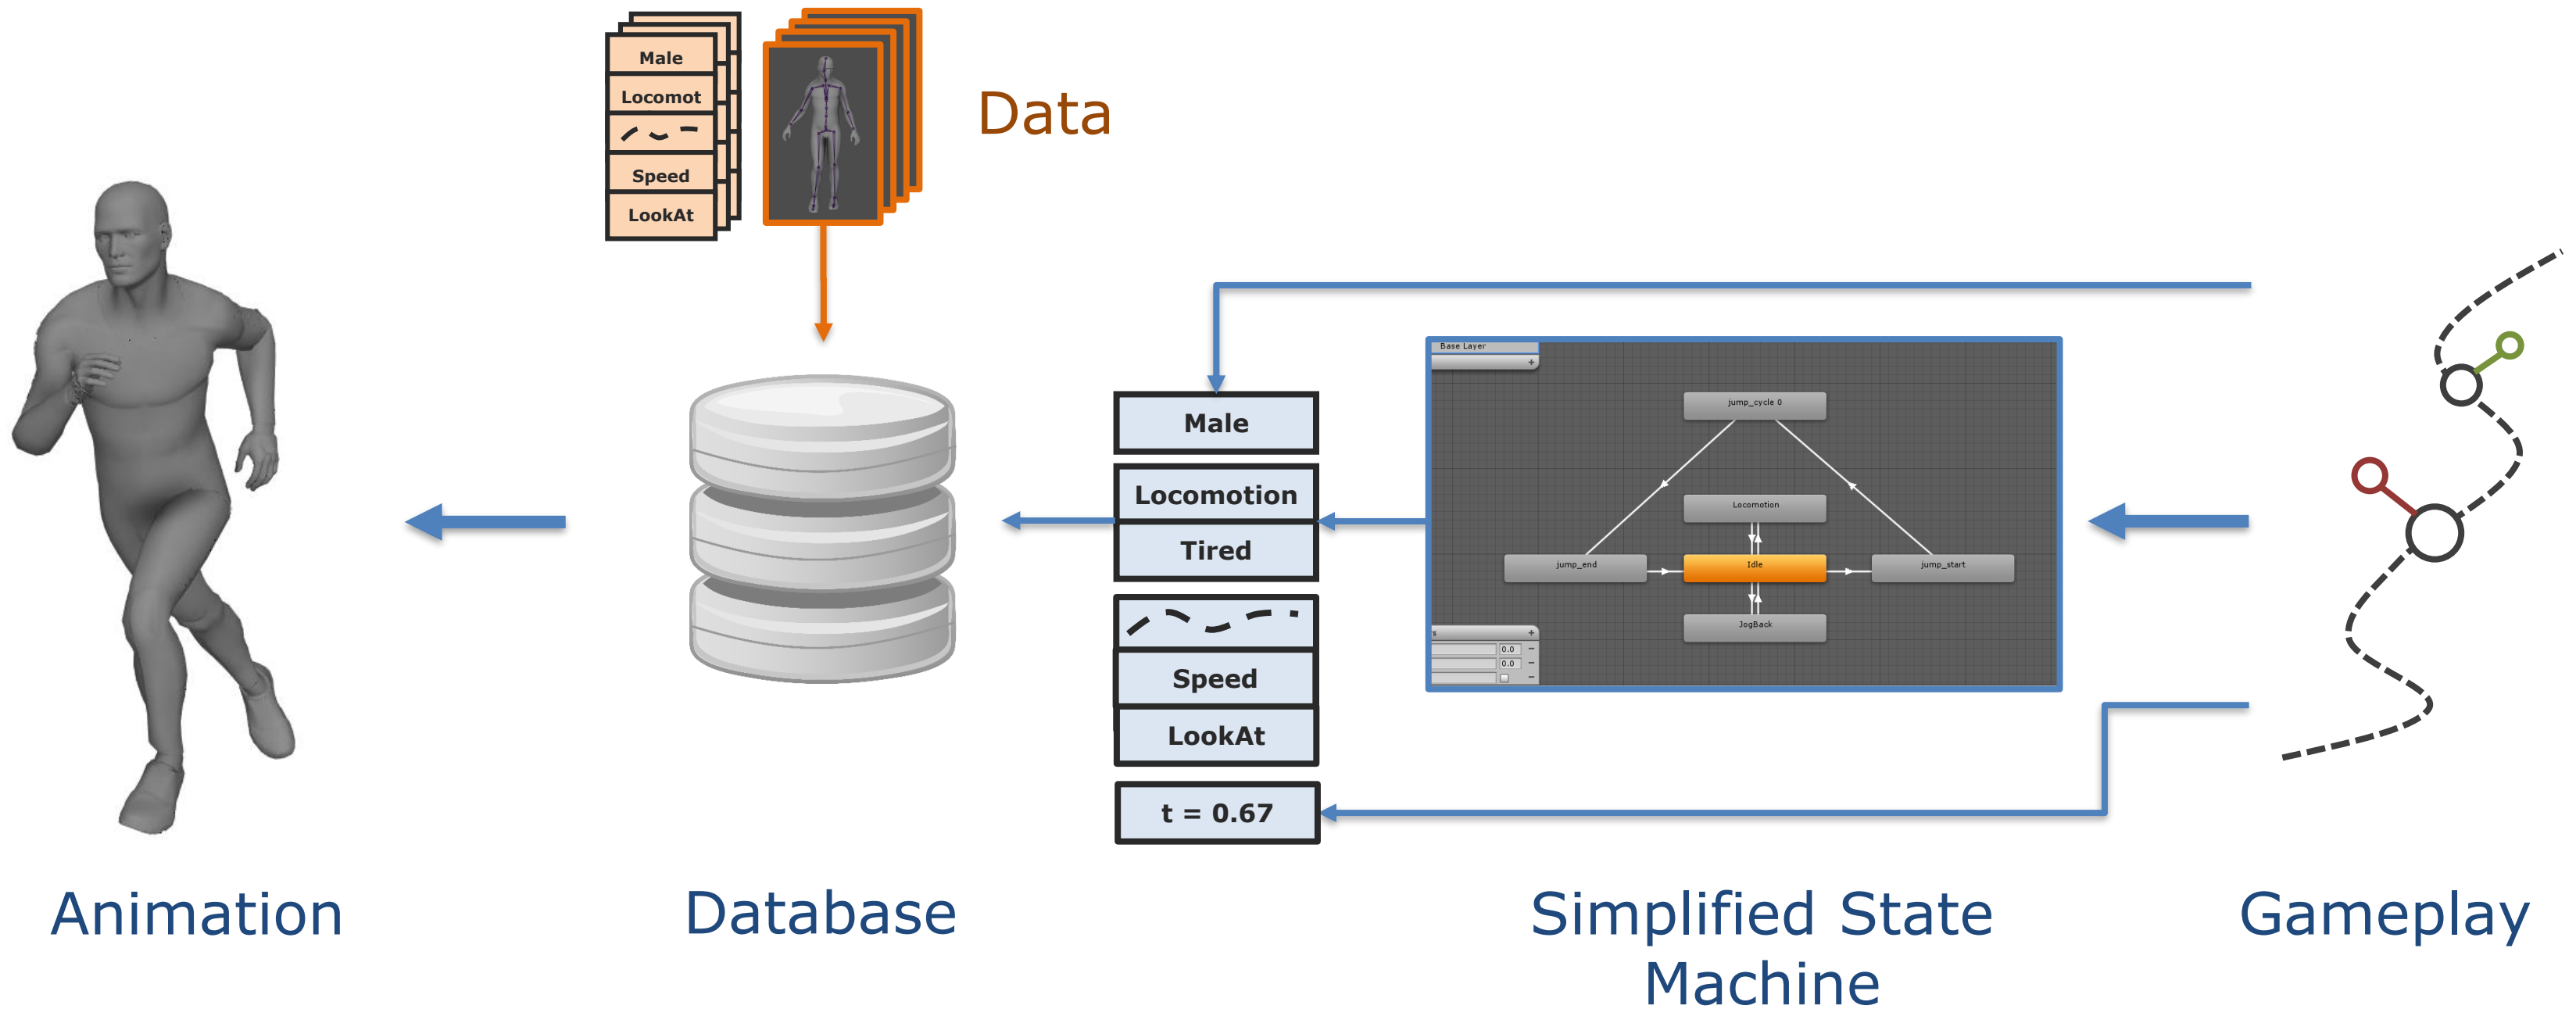 Male
Locomot
Speed
LookAt
Data
Male
Locomotion
Tired
Speed
LookAt
t = 0.67
Base Layer
+
jump_cycle 0
Locomotion
jump_end
Idle
jump_start
JogBack
s
+
0.0
−
0.0
−
−
Animation
Database
Simplified State
Machine
Gameplay